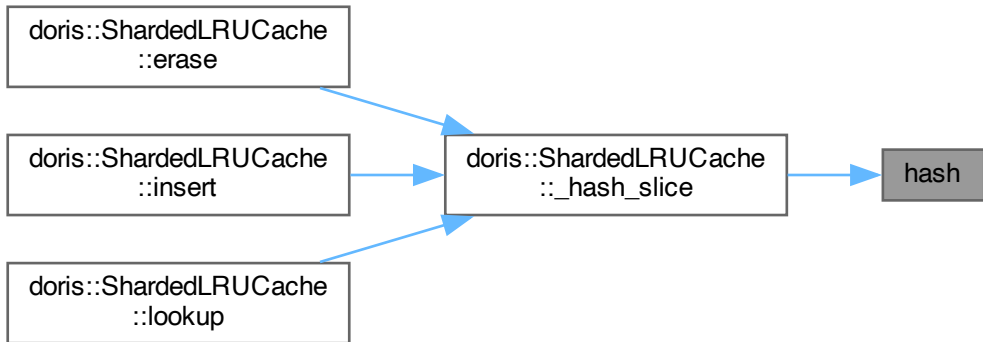 doris::ShardedLRUCache
::erase
doris::ShardedLRUCache
::insert
doris::ShardedLRUCache
::lookup
doris::ShardedLRUCache
::_hash_slice
hash